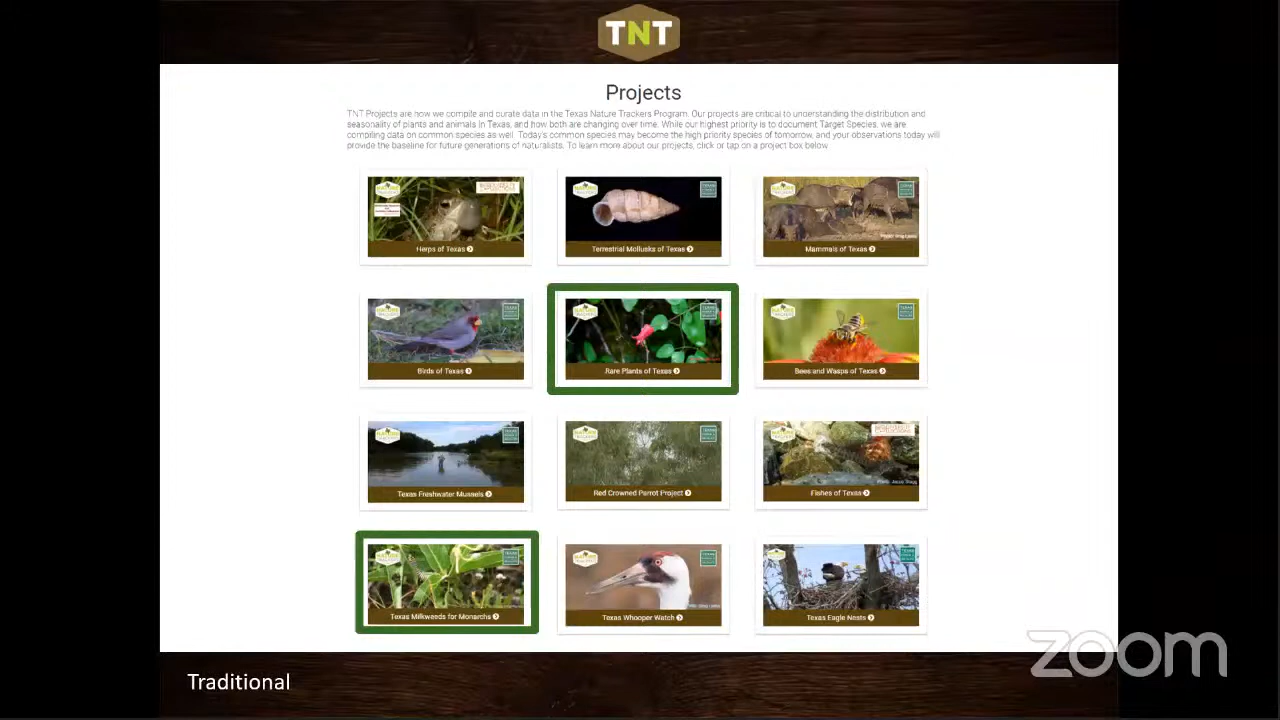 TNT
Projects
TNT Projects are how we compile and curate data in the Texas Nature Trackers Program. Our projects are critical to understanding the distribution and
seasonality of plants and animals in Texas, and how both are changing over time. While our highest priority is to document Target Species, we are
compiling data on common species as well. Today's common species may become the high priority species of tomorrow, and your observations today will
provide the baseline for future generations of naturalists. To learn more about our projects, click or tap on a project box below
Herps of Texas
Terrestrial Mollusks of Texas
Mammals of Texas
Birds of Texas
Rare Plants of Texas
Bees and Wasps of Texas
Texas Freshwater Mussels
Red Crowned Parrot Project
Fishes of Texas
Texas Milkweeds for Monarchs
Texas Whooper Watch
Texas Eagle Nests
zoom
Traditional